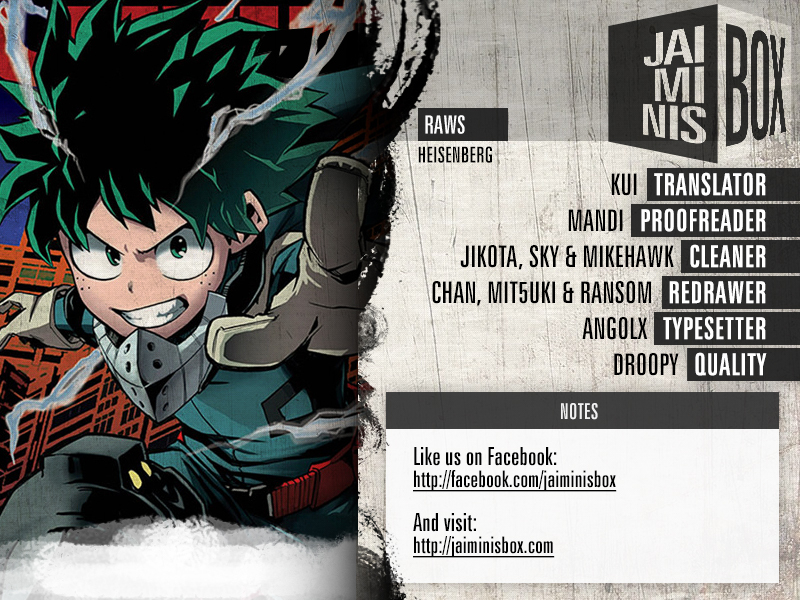 JAI
MI
NIS
BOX
RAWS
HEISENBERG
KUI TRANSLATOR
MANDI PROOFREADER
JIKOTA, SKY & MIKEHAWK CLEANER
CHAN, MIT5UKI & RANSOM REDRAWER
ANGOLX TYPESETTER
DROOPY QUALITY
NOTES
Like us on Facebook:
http://facebook.com/jaiminisbox
And visit:
http://jaiminisbox.com